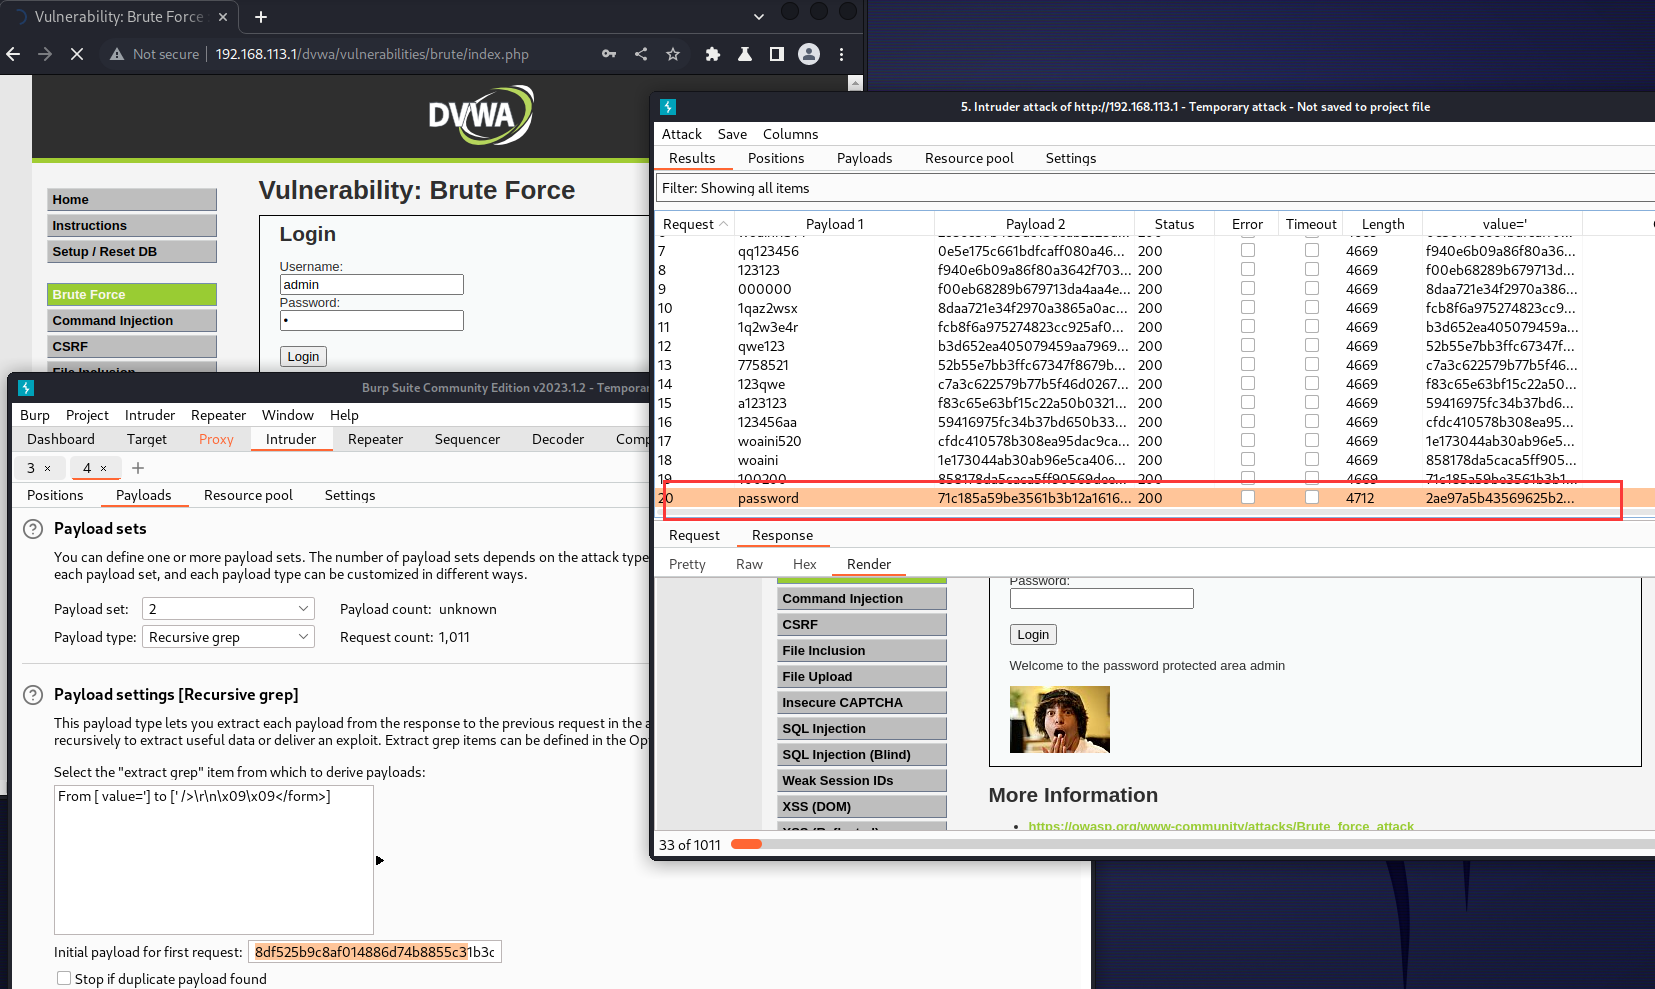 Vulnerability: Brute Force
Not secure
192.168.113.1/dvwa/vulnerabilities/brute/index.php
DVWA
Home
Instructions
Setup / Reset DB
Brute Force
Command Injection
CSRF
File Inclusion
Vulnerability: Brute Force
Login
Username:
admin
Password:
•
Login
Burp Suite Community Edition v2023.1.2 - Temporar
Burp Project Intruder Repeater Window Help
Dashboard Target Proxy Intruder Repeater Sequencer Decoder Comp
3 × 4 × +
Positions Payloads Resource pool Settings
? Payload sets
You can define one or more payload sets. The number of payload sets depends on the attack type
each payload set, and each payload type can be customized in different ways.
Payload set: 2 Payload count: unknown
Payload type: Recursive grep Request count: 1,011
? Payload settings [Recursive grep]
This payload type lets you extract each payload from the response to the previous request in the a
recursively to extract useful data or deliver an exploit. Extract grep items can be defined in the Op
Select the "extract grep" item from which to derive payloads:
From [ value='] to [' />\r\n\x09\x09</form>]
Initial payload for first request: 8df525b9c8af014886d74b8855c31b3c
Stop if duplicate payload found
5. Intruder attack of http://192.168.113.1 - Temporary attack - Not saved to project file
Attack Save Columns
Results Positions Payloads Resource pool Settings
Filter: Showing all items
Request Payload 1 Payload 2 Status Error Timeout Length value='
7 qq123456 0e5e175c661bdfcaff080a46... 200 4669 f940e6b09a86f80a36...
8 123123 f940e6b09a86f80a3642f703... 200 4669 f00eb68289b679713d...
9 000000 f00eb68289b679713da4aa4e... 200 4669 8daa721e34f2970a386...
10 1qaz2wsx 8daa721e34f2970a3865a0ac... 200 4669 fcb8f6a975274823cc9...
11 1q2w3e4r fcb8f6a975274823cc925af0... 200 4669 b3d652ea405079459a...
12 qwe123 b3d652ea405079459aa7969... 200 4669 52b55e7bb3ffc67347f...
13 7758521 52b55e7bb3ffc67347f8679b... 200 4669 c7a3c622579b77b5f46...
14 123qwe c7a3c622579b77b5f46d0267... 200 4669 f83c65e63bf15c22a50...
15 a123123 f83c65e63bf15c22a50b0321... 200 4669 59416975fc34b37bd6...
16 123456aa 59416975fc34b37bd650b33... 200 4669 cfdc410578b308ea95...
17 woaini520 cfdc410578b308ea95dac9ca... 200 4669 1e173044ab30ab96e5...
18 woaini 1e173044ab30ab96e5ca406... 200 4669 858178da5caca5ff905...
19 100200 858178da5caca5ff90569dee... 200 4669 71c185a59be3561b3b1...
20 password 71c185a59be3561b3b12a1616... 200 4712 2ae97a5b43569625b2...
Request Response
Pretty Raw Hex Render
Command Injection
CSRF
File Inclusion
File Upload
Insecure CAPTCHA
SQL Injection
SQL Injection (Blind)
Weak Session IDs
XSS (DOM)
XSS (Reflected)
Password:
Login
Welcome to the password protected area admin
More Information
• https://owasp.org/www-community/attacks/Brute_force_attack
33 of 1011